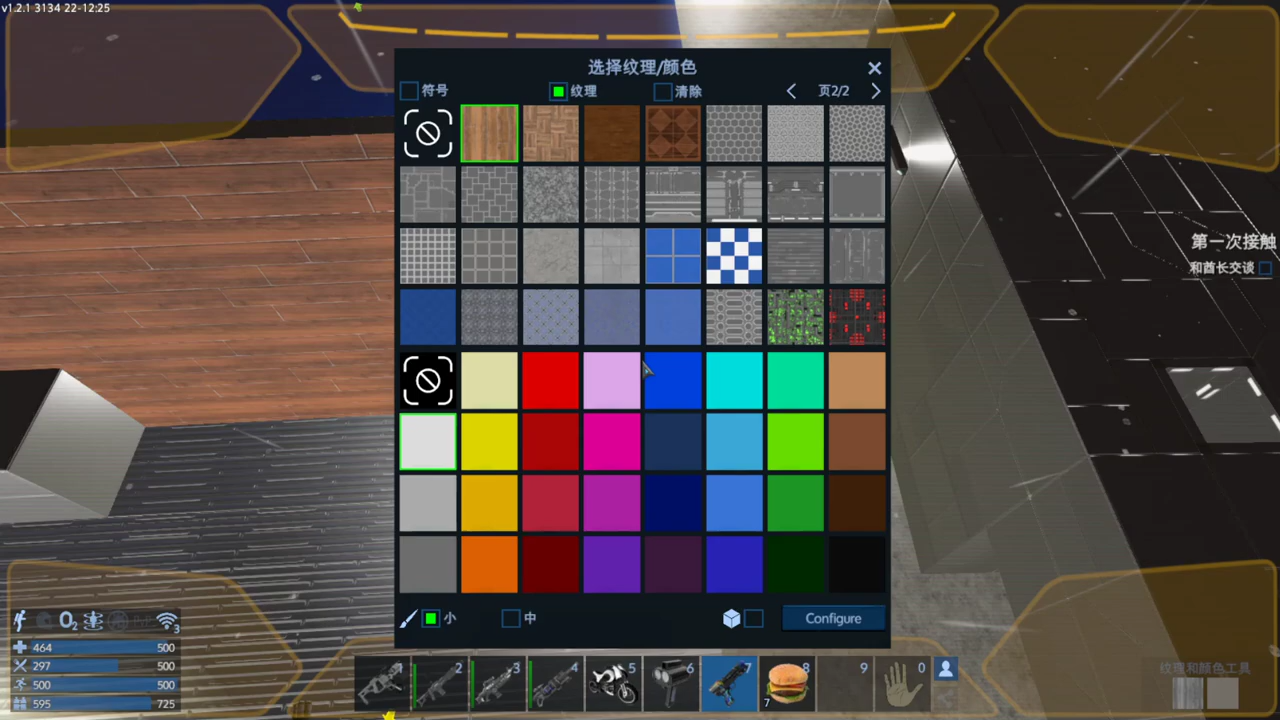 v1.2.1 3134 22-12:25
选择纹理/颜色
符号
纹理
清除
页2/2
第一次接触
和酋长交谈
小
中
Configure
O2
3
464 500
297 500
500 500
595 725
1 2 3 4 5 6 7 8 9 0
7
纹理和颜色工具